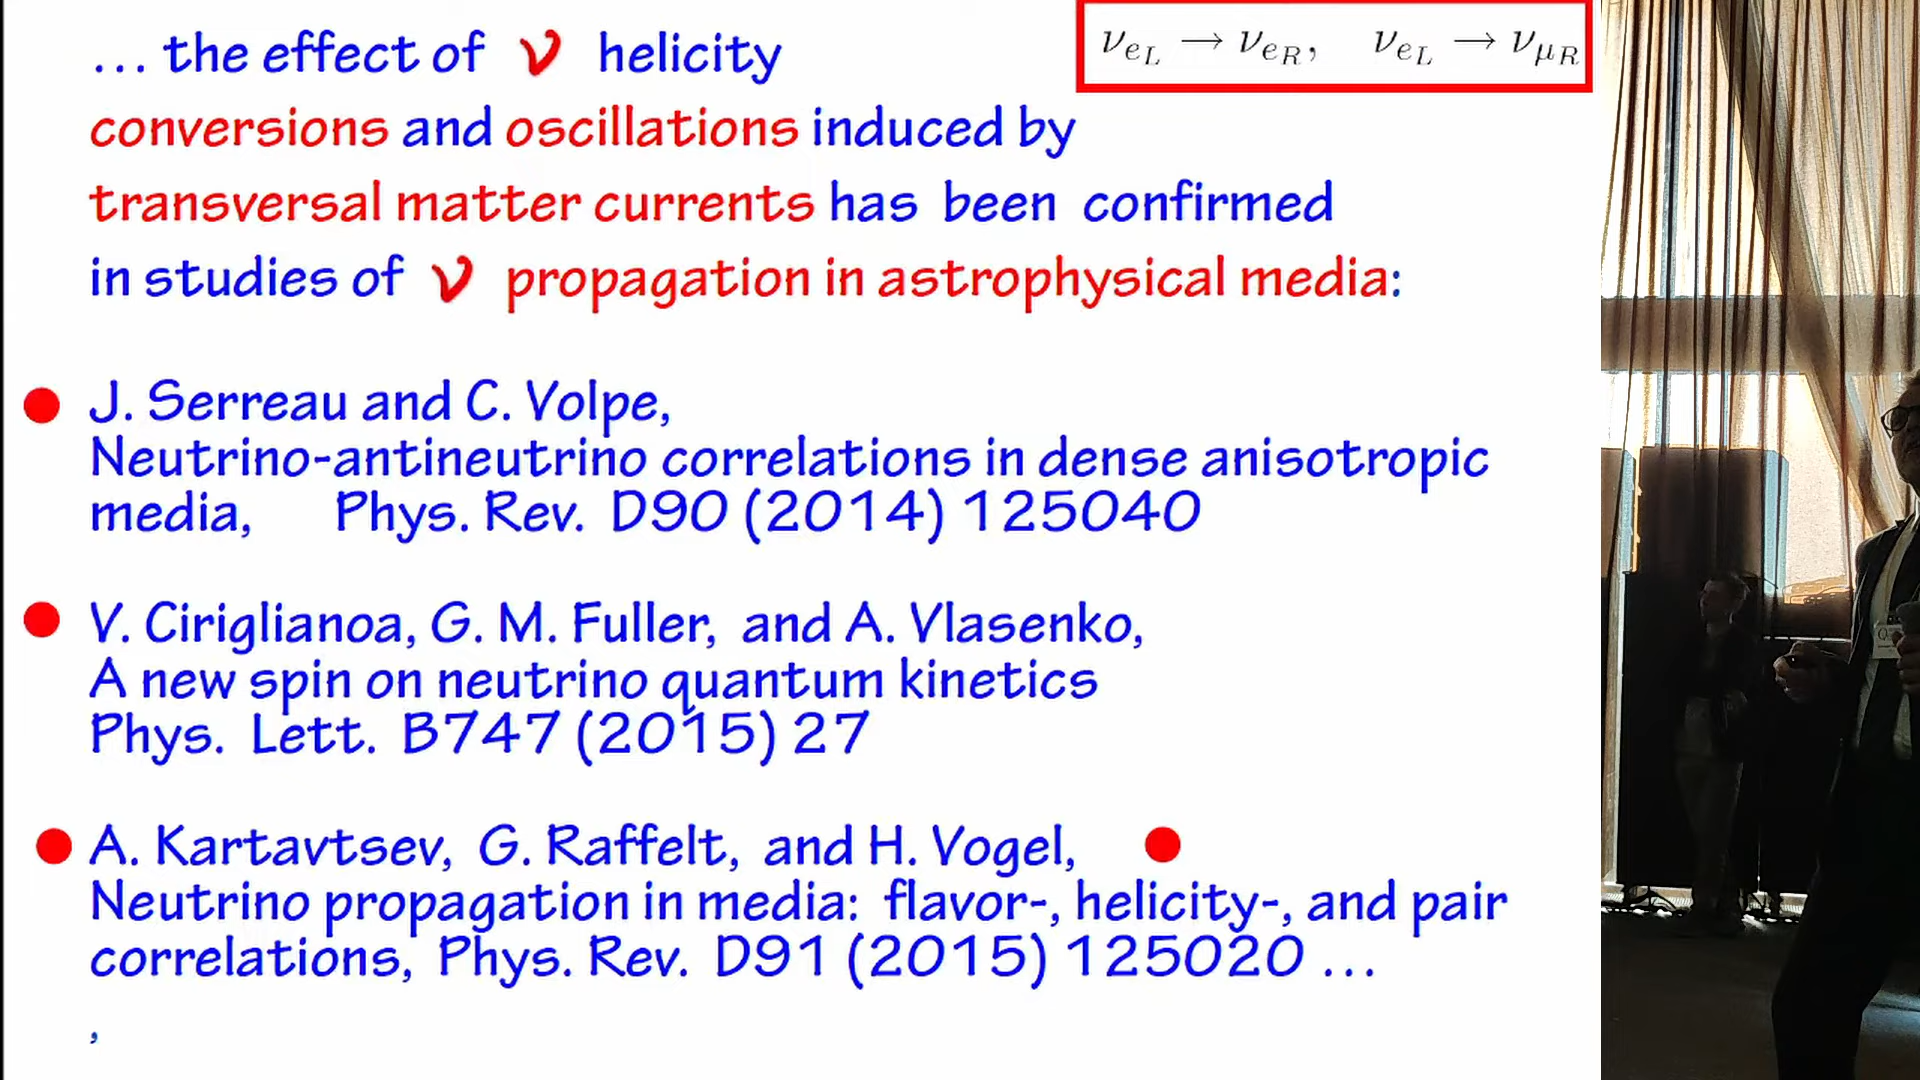 ... the effect of ν helicity
ν_{e_L} → ν_{e_R}, ν_{e_L} → ν_{μ_R}
conversions and oscillations induced by
transversal matter currents has been confirmed
in studies of ν propagation in astrophysical media:
J. Serreau and C. Volpe,
Neutrino-antineutrino correlations in dense anisotropic
media, Phys. Rev. D90 (2014) 125040
V. Ciriglianoa, G. M. Fuller, and A. Vlasenko,
A new spin on neutrino quantum kinetics
Phys. Lett. B747 (2015) 27
A. Kartavtsev, G. Raffelt, and H. Vogel,
Neutrino propagation in media: flavor-, helicity-, and pair
correlations, Phys. Rev. D91 (2015) 125020 ...
,